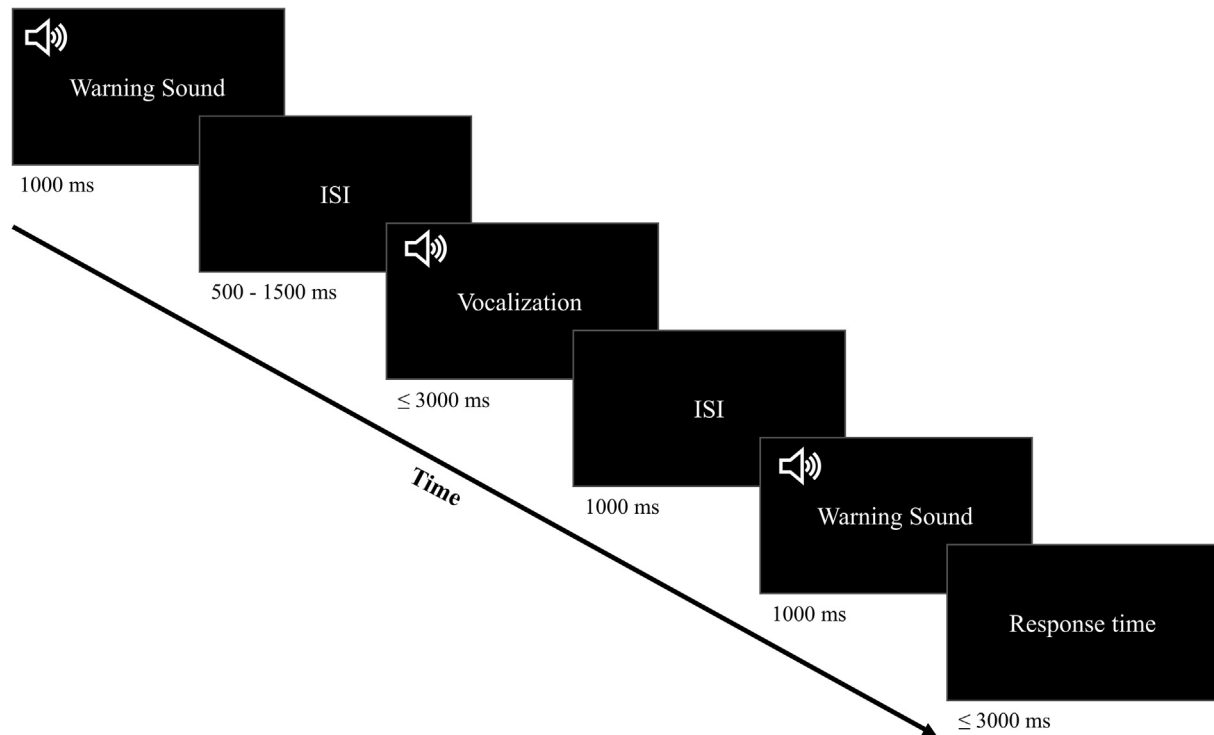 Warning Sound
1000 ms
ISI
500 - 1500 ms
Vocalization
≤ 3000 ms
ISI
1000 ms
Warning Sound
1000 ms
Response time
≤ 3000 ms
Time